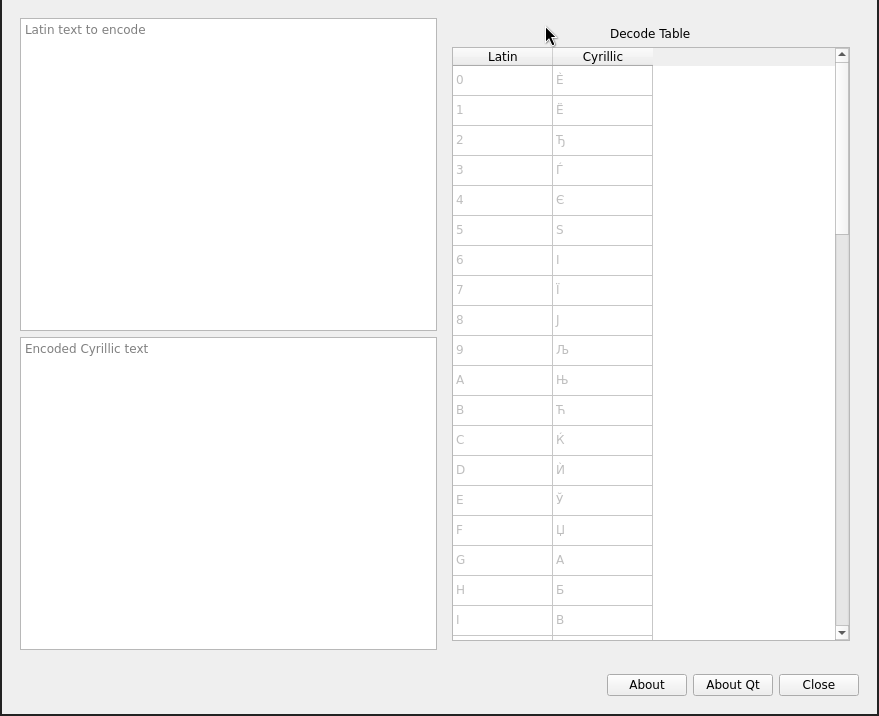 Latin text to encode
Encoded Cyrillic text
Decode Table
Latin Cyrillic
0 Ѐ
1 Ё
2 Ђ
3 Ѓ
4 Є
5 Ѕ
6 І
7 Ї
8 Ј
9 Љ
A Њ
B Ћ
C Ќ
D Ѝ
E Ў
F Џ
G А
H Б
I В
About About Qt Close